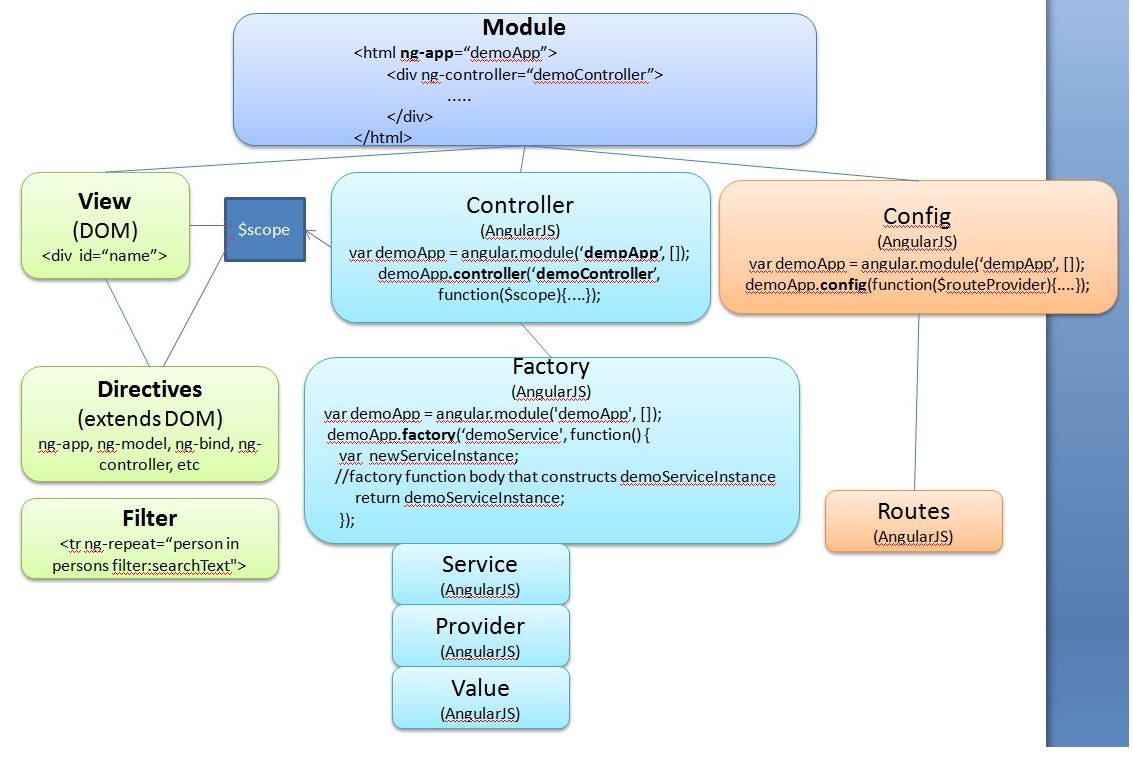 Module
<html ng-app=“demoApp”>
<div ng-controller=“demoController”>
.....
</div>
</html>
View
(DOM)
<div id=“name”>
$scope
Controller
(AngularJS)
var demoApp = angular.module(‘dempApp’, []);
demoApp.controller(‘demoController’,
function($scope){....});
Config
(AngularJS)
var demoApp = angular.module(‘dempApp’, []);
demoApp.config(function($routeProvider){....});
Directives
(extends DOM)
ng-app, ng-model, ng-bind, ng-
controller, etc
Factory
(AngularJS)
var demoApp = angular.module('demoApp', []);
demoApp.factory(‘demoService', function() {
var newServiceInstance;
//factory function body that constructs demoServiceInstance
return demoServiceInstance;
});
Filter
<tr ng-repeat=“person in
persons filter:searchText">
Routes
(AngularJS)
Service
(AngularJS)
Provider
(AngularJS)
Value
(AngularJS)